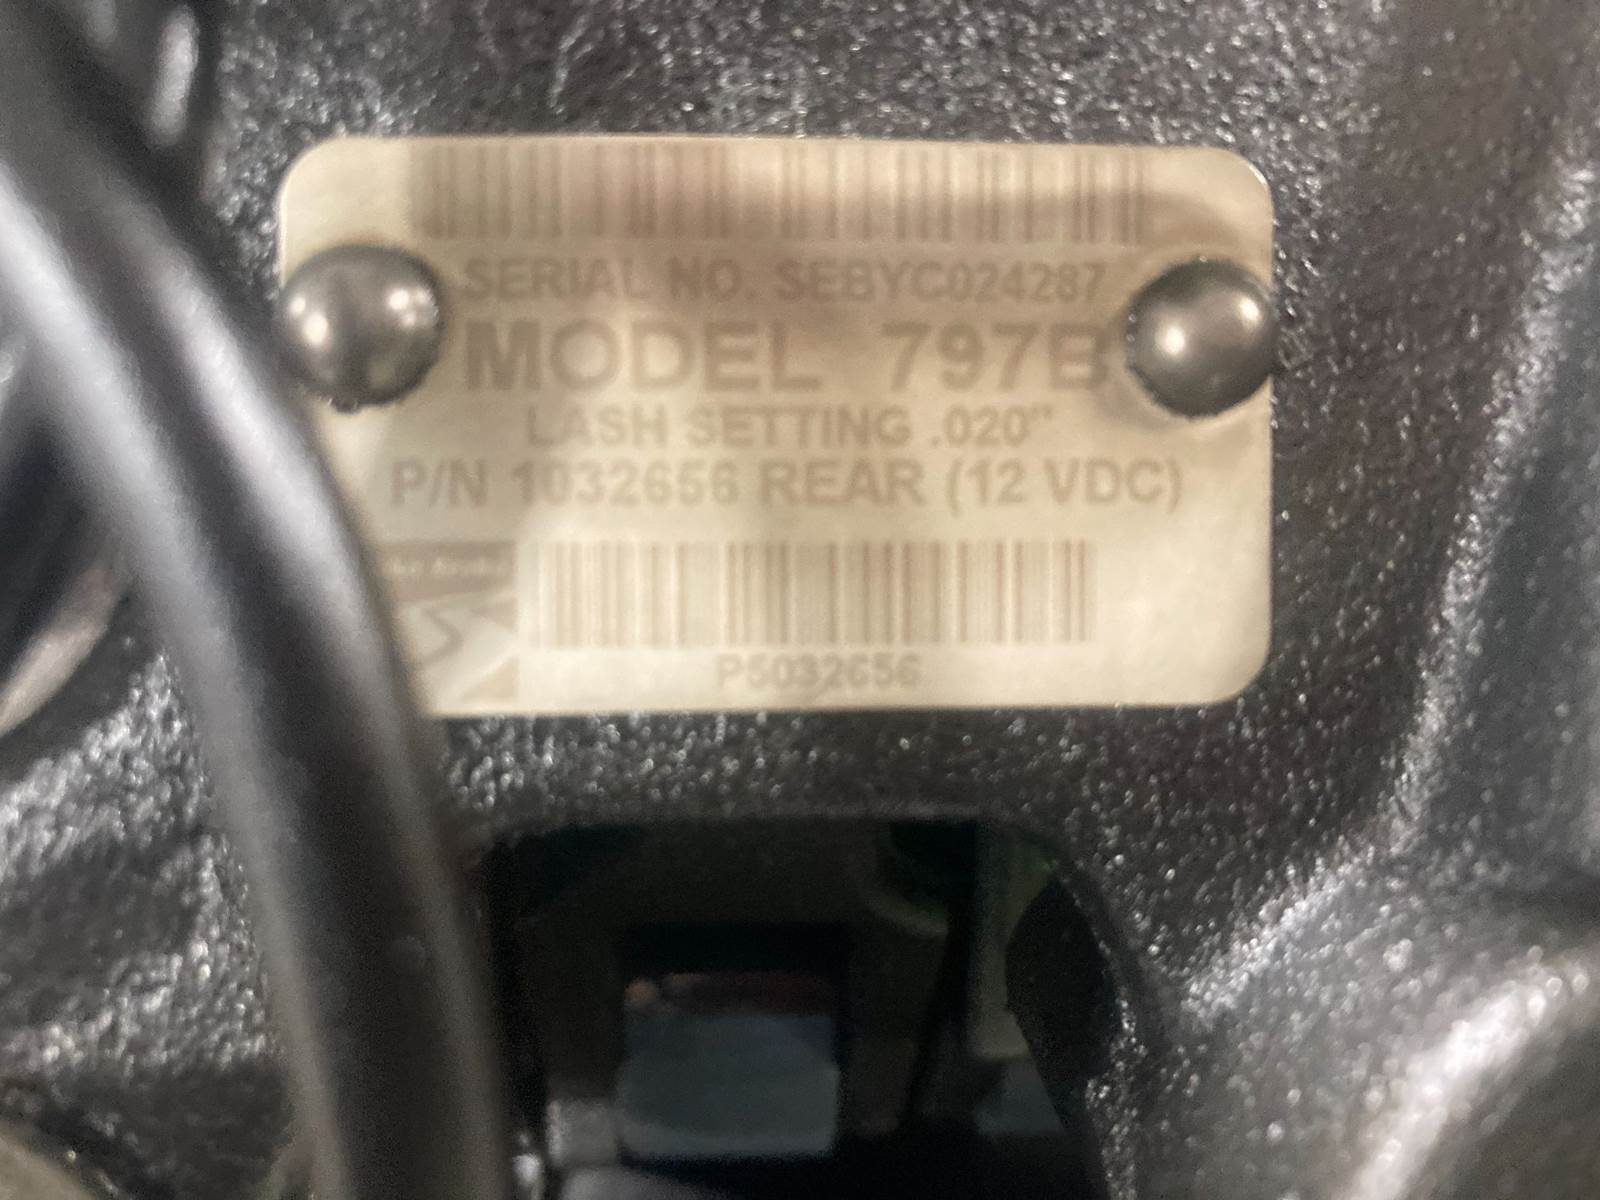 SERIAL NO. SEBYC024287
MODEL 797B
LASH SETTING .020"
P/N 1032656 REAR (12 VDC)
P5032656